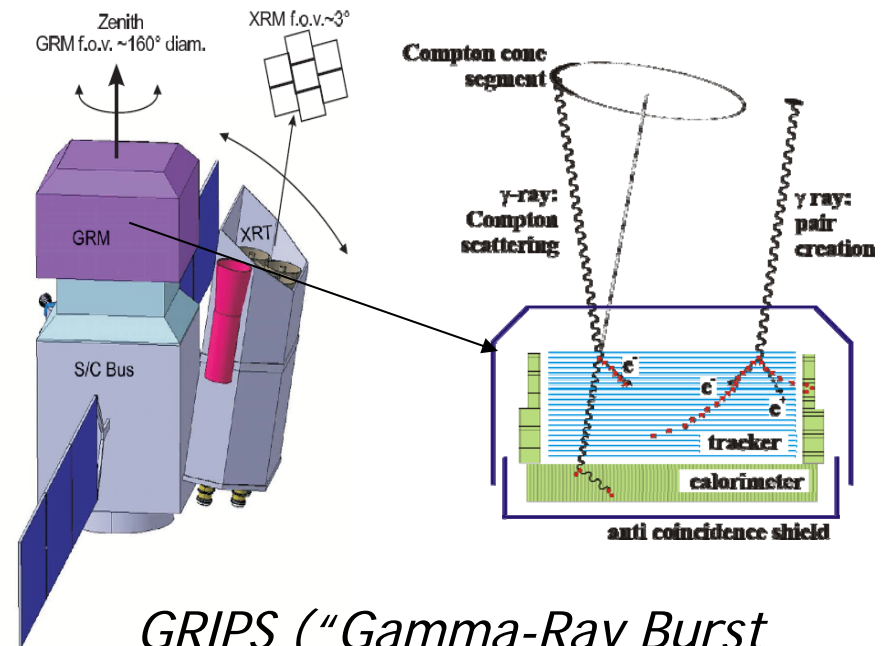 Zenith
GRM f.o.v. ~160° diam.
XRM f.o.v.~3°
GRM
XRT
S/C Bus
Compton cone
segment
γ-ray:
Compton
scattering
γ ray:
pair
creation
e-
e-
e+
tracker
calorimeter
anti coincidence shield
GRIPS ("Gamma-Ray Burst